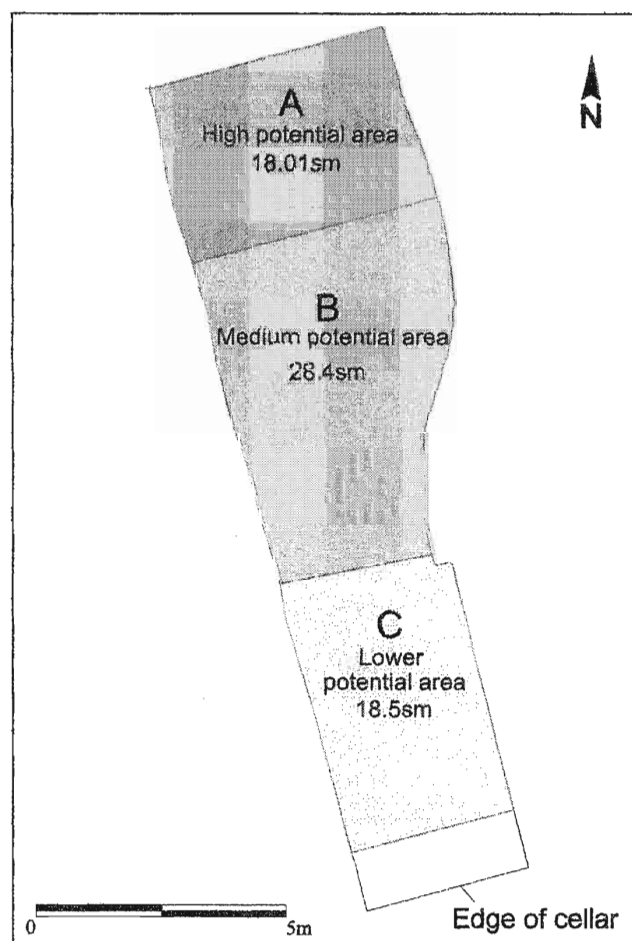 N
A
High potential area
18.01sm
B
Medium potential area
28.4sm
C
Lower
potential area
18.5sm
0
5m
Edge of cellar